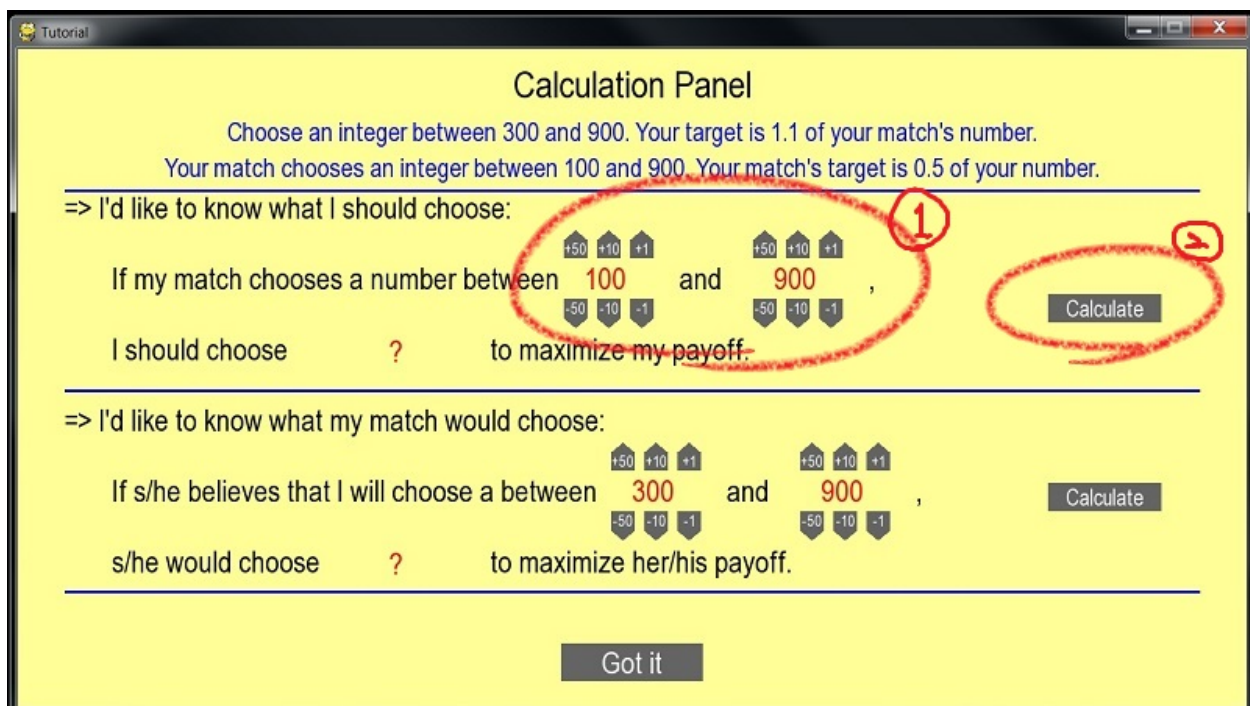 Tutorial
Calculation Panel
Choose an integer between 300 and 900. Your target is 1.1 of your match's number.
Your match chooses an integer between 100 and 900. Your match's target is 0.5 of your number.
=> I'd like to know what I should choose:
1
2
+50 +10 +1 +50 +10 +1
If my match chooses a number between 100 and 900 ,
-50 -10 -1 -50 -10 -1
Calculate
I should choose ? to maximize my payoff.
=> I'd like to know what my match would choose:
+50 +10 +1 +50 +10 +1
If s/he believes that I will choose a between 300 and 900 , Calculate
-50 -10 -1 -50 -10 -1
s/he would choose ? to maximize her/his payoff.
Got it